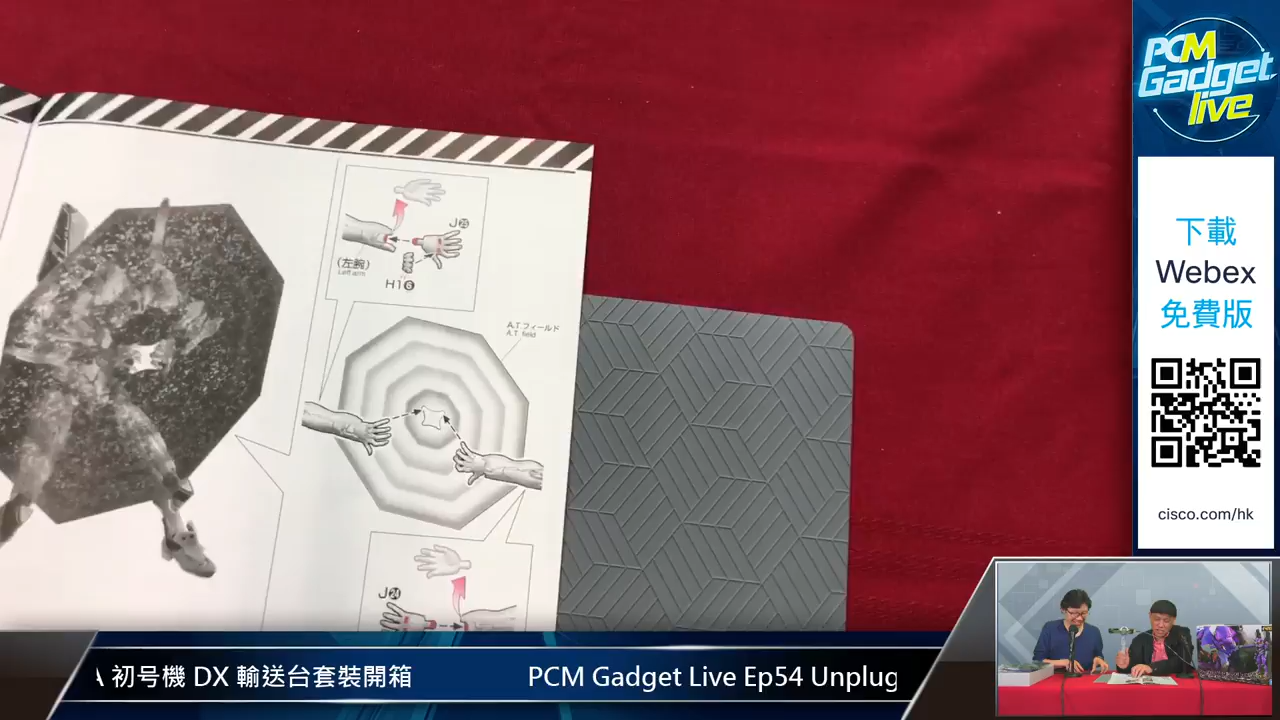 PCM
Gadget
live
下載
Webex
免費版
cisco.com/hk
J25
(左腕)
Left arm
H1⑥
A.T.フィールド
A.T. field
J24
初号機 DX 輸送台套裝開箱
PCM Gadget Live Ep54 Unplug